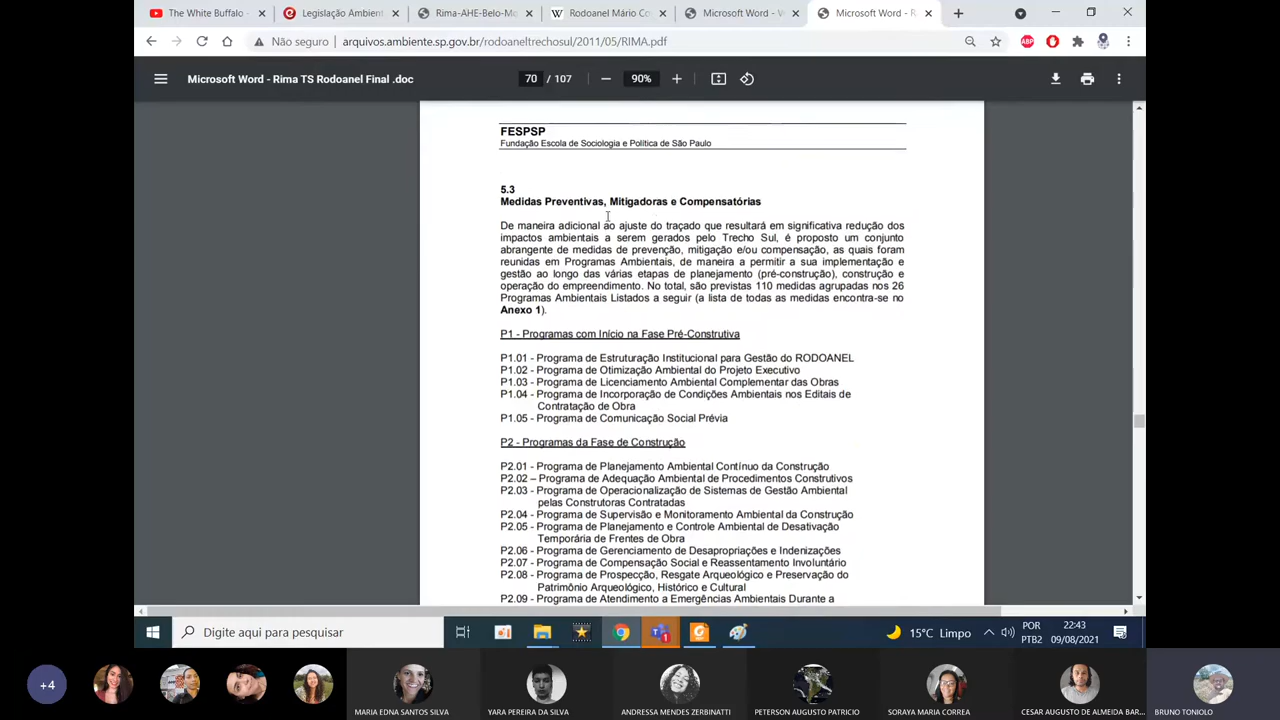 The White Buffalo -
Legislação Ambient
Rima-AHE-Belo-Mo
Rodoanel Mário Co
Microsoft Word - V
Microsoft Word - R
Não seguro
arquivos.ambiente.sp.gov.br/rodoaneltrechosul/2011/05/RIMA.pdf
ABP
Microsoft Word - Rima TS Rodoanel Final .doc
70 / 107
90%
FESPSP
Fundação Escola de Sociologia e Política de São Paulo
5.3
Medidas Preventivas, Mitigadoras e Compensatórias
De maneira adicional ao ajuste do traçado que resultará em significativa redução dos
impactos ambientais a serem gerados pelo Trecho Sul, é proposto um conjunto
abrangente de medidas de prevenção, mitigação e/ou compensação, as quais foram
reunidas em Programas Ambientais, de maneira a permitir a sua implementação e
gestão ao longo das várias etapas de planejamento (pré-construção), construção e
operação do empreendimento. No total, são previstas 110 medidas agrupadas nos 26
Programas Ambientais Listados a seguir (a lista de todas as medidas encontra-se no
Anexo 1).
P1 - Programas com Início na Fase Pré-Construtiva
P1.01 - Programa de Estruturação Institucional para Gestão do RODOANEL
P1.02 - Programa de Otimização Ambiental do Projeto Executivo
P1.03 - Programa de Licenciamento Ambiental Complementar das Obras
P1.04 - Programa de Incorporação de Condições Ambientais nos Editais de
Contratação de Obra
P1.05 - Programa de Comunicação Social Prévia
P2 - Programas da Fase de Construção
P2.01 - Programa de Planejamento Ambiental Contínuo da Construção
P2.02 – Programa de Adequação Ambiental de Procedimentos Construtivos
P2.03 - Programa de Operacionalização de Sistemas de Gestão Ambiental
pelas Construtoras Contratadas
P2.04 - Programa de Supervisão e Monitoramento Ambiental da Construção
P2.05 - Programa de Planejamento e Controle Ambiental de Desativação
Temporária de Frentes de Obra
P2.06 - Programa de Gerenciamento de Desapropriações e Indenizações
P2.07 - Programa de Compensação Social e Reassentamento Involuntário
P2.08 - Programa de Prospecção, Resgate Arqueológico e Preservação do
Patrimônio Arqueológico, Histórico e Cultural
P2.09 - Programa de Atendimento a Emergências Ambientais Durante a
Digite aqui para pesquisar
1
15°C Limpo
POR
PTB2
22:43
09/08/2021
+4
MARIA EDNA SANTOS SILVA
YARA PEREIRA DA SILVA
ANDRESSA MENDES ZERBINATTI
PETERSON AUGUSTO PATRICIO
SORAYA MARIA CORREA
CESAR AUGUSTO DE ALMEIDA BAR...
BRUNO TONIOLO